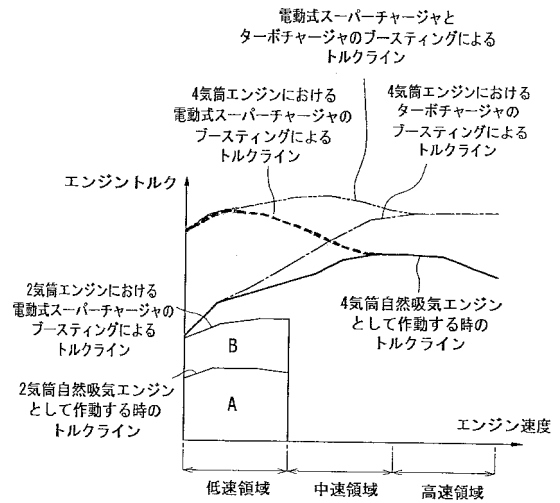 電動式スーパーチャージャと
ターボチャージャのブースティングによる
トルクライン
4気筒エンジンにおける
電動式スーパーチャージャの
ブースティングによる
トルクライン
4気筒エンジンにおける
ターボチャージャの
ブースティングによる
トルクライン
エンジントルク
2気筒エンジンにおける
電動式スーパーチャージャの
ブースティングによる
トルクライン
4気筒自然吸気エンジン
として作動する時の
トルクライン
2気筒自然吸気エンジン
として作動する時の
トルクライン
B
A
エンジン速度
低速領域
中速領域
高速領域